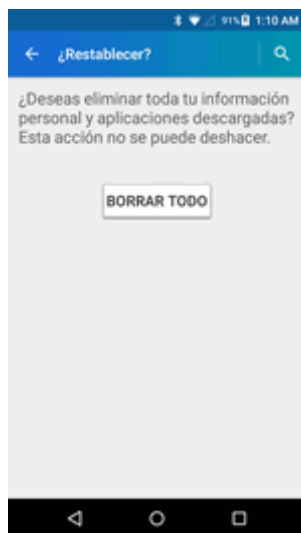 91% 1:10 AM
¿Restablecer?
¿Deseas eliminar toda tu información
personal y aplicaciones descargadas?
Esta acción no se puede deshacer.
BORRAR TODO